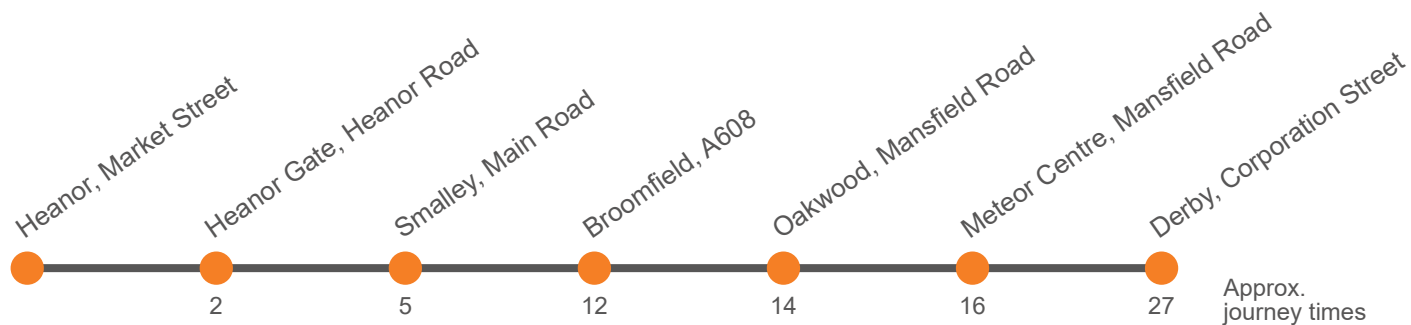 Heanor, Market Street
Heanor Gate, Heanor Road
Smalley, Main Road
Broomfield, A608
Oakwood, Mansfield Road
Meteor Centre, Mansfield Road
Derby, Corporation Street
2
5
12
14
16
27
Approx.
journey times